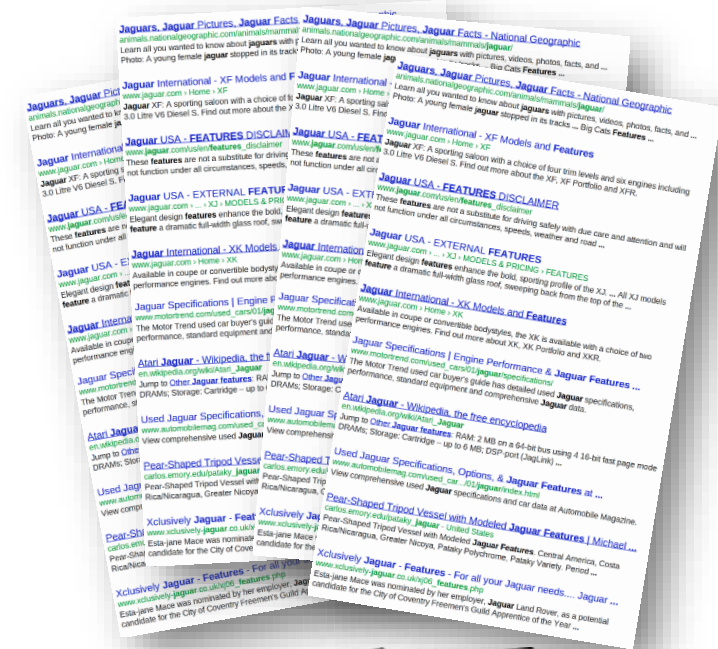 Jaguars, Jaguar Pictures, Jaguar Facts - National Geographic
animals.nationalgeographic.com/animals/mammals/jaguar/
Learn all you wanted to know about jaguars with pictures, videos, photos, facts, and ...
Photo: A young female jaguar stopped in its tracks ... Big Cats Features ...
Jaguar International - XF Models and Features
www.jaguar.com › Home › XF
Jaguar XF: A sporting saloon with a choice of four trim levels and six engines including
3.0 Litre V6 Diesel S. Find out more about the XF, XF Portfolio and XFR.
Jaguar USA - FEATURES DISCLAIMER
www.jaguar.com/us/en/features_disclaimer
These features are not a substitute for driving safely with due care and attention and will
not function under all circumstances, speeds, weather and road ...
Jaguar USA - EXTERNAL FEATURES
www.jaguar.com › ... › XJ › MODELS & PRICING › FEATURES
Elegant design features enhance the bold, sporting profile of the XJ. ... All XJ models
feature a dramatic full-width glass roof, sweeping back from the top of the ...
Jaguar International - XK Models and Features
www.jaguar.com › Home › XK
Available in coupe or convertible bodystyles, the XK is available with a choice of two
performance engines. Find out more about XK, XK Portfolio and XKR.
Jaguar Specifications | Engine Performance & Jaguar Features ...
www.motortrend.com/used_cars/01/jaguar/specifications/
The Motor Trend used car buyer's guide has detailed used Jaguar specifications,
performance, standard equipment and comprehensive Jaguar data.
Atari Jaguar - Wikipedia, the free encyclopedia
en.wikipedia.org/wiki/Atari_Jaguar
Jump to Other Jaguar features: RAM: 2 MB on a 64-bit bus using 4 16-bit fast page mode
DRAMs; Storage: Cartridge – up to 6 MB; DSP-port (JagLink) ...
Used Jaguar Specifications, Options, & Jaguar Features at ...
www.automobilemag.com/used_car.../01/jaguar/index.html
View comprehensive used Jaguar specifications and car data at Automobile Magazine.
Pear-Shaped Tripod Vessel with Modeled Jaguar Features | Michael ...
carlos.emory.edu/pataky_jaguar - United States
Pear-Shaped Tripod Vessel with Modeled Jaguar Features. Central America, Costa
Rica/Nicaragua, Greater Nicoya, Pataky Polychrome, Pataky Variety. Period ...
Xclusively Jaguar - Features - For all your Jaguar needs.... Jaguar ...
www.xclusively-jaguar.co.uk/xj06_features.php
Esta-jane Mace was nominated by her employer, Jaguar Land Rover, as a potential
candidate for the City of Coventry Freemen's Guild Apprentice of the Year ...